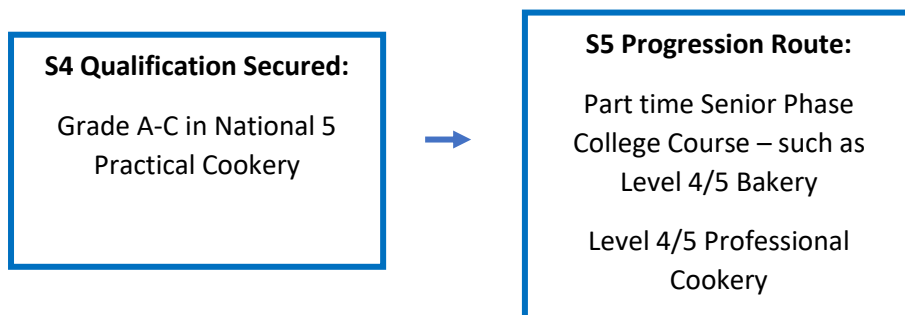 S4 Qualification Secured:
Grade A-C in National 5
Practical Cookery
S5 Progression Route:
Part time Senior Phase
College Course – such as
Level 4/5 Bakery
Level 4/5 Professional
Cookery